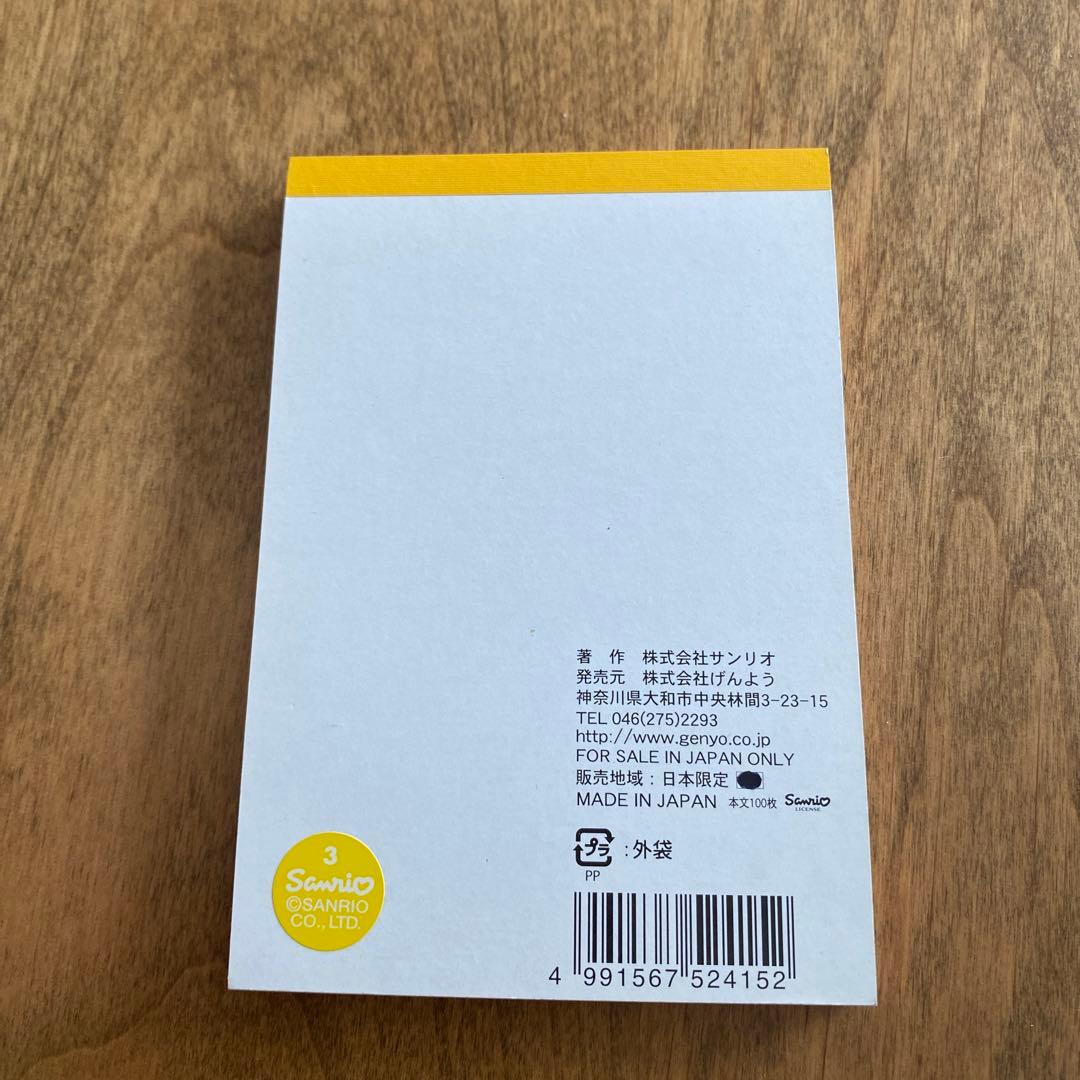 著 作 株式会社サンリオ
発売元 株式会社げんよう
神奈川県大和市中央林間3-23-15
TEL 046(275)2293
http://www.genyo.co.jp
FOR SALE IN JAPAN ONLY
販売地域：日本限定
MADE IN JAPAN 本文100枚 Sanrio
LICENSE
プラ :外袋
PP
3
Sanrio
©SANRIO
CO., LTD.
4 991567 524152